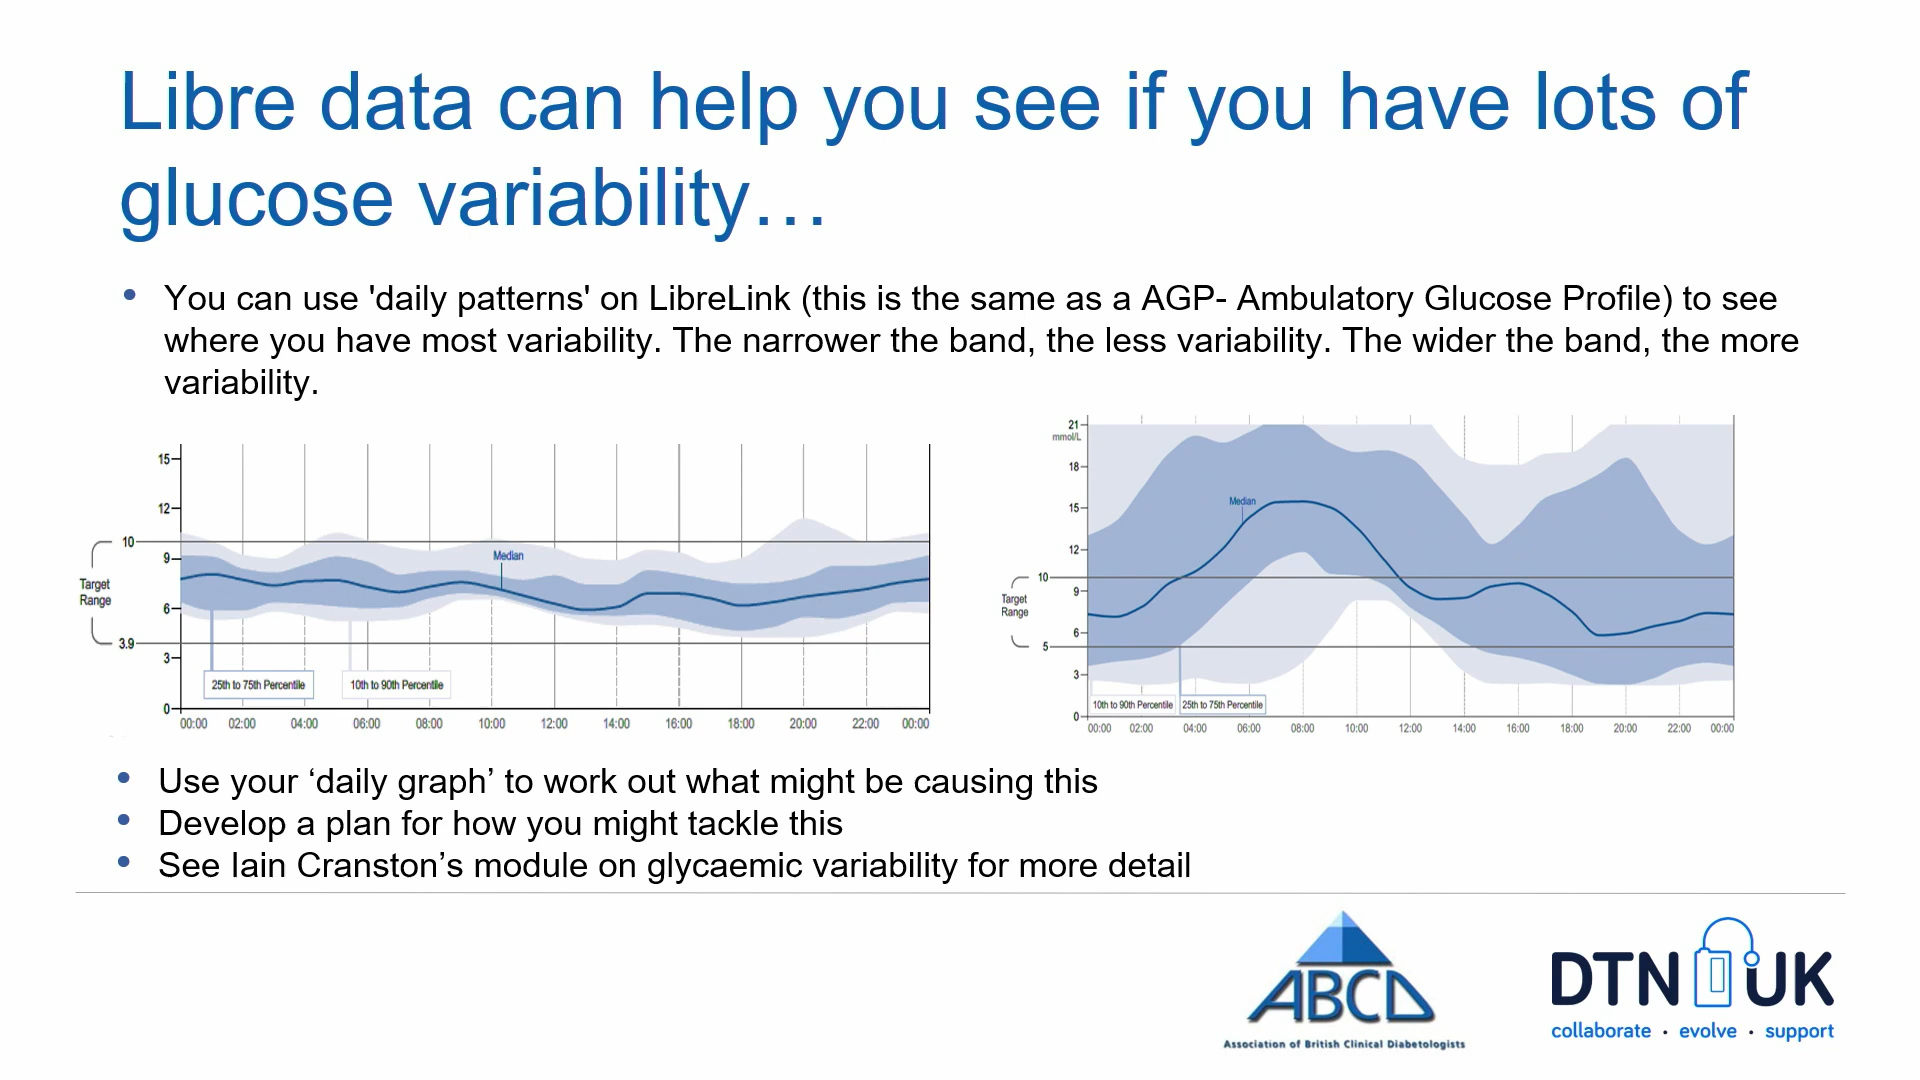 Libre data can help you see if you have lots of
glucose variability…
• You can use 'daily patterns' on LibreLink (this is the same as a AGP- Ambulatory Glucose Profile) to see
where you have most variability. The narrower the band, the less variability. The wider the band, the more
variability.
15
12
10
9
Median
Target
Range
6
3.9
3
25th to 75th Percentile
10th to 90th Percentile
0
00:00 02:00 04:00 06:00 08:00 10:00 12:00 14:00 16:00 18:00 20:00 22:00 00:00
21
mmol/L
18
Median
15
12
10
9
Target
Range
6
5
3
10th to 90th Percentile
25th to 75th Percentile
0
00:00 02:00 04:00 06:00 08:00 10:00 12:00 14:00 16:00 18:00 20:00 22:00 00:00
• Use your ‘daily graph’ to work out what might be causing this
• Develop a plan for how you might tackle this
• See Iain Cranston’s module on glycaemic variability for more detail
ABCD
Association of British Clinical Diabetologists
DTN UK
collaborate · evolve · support